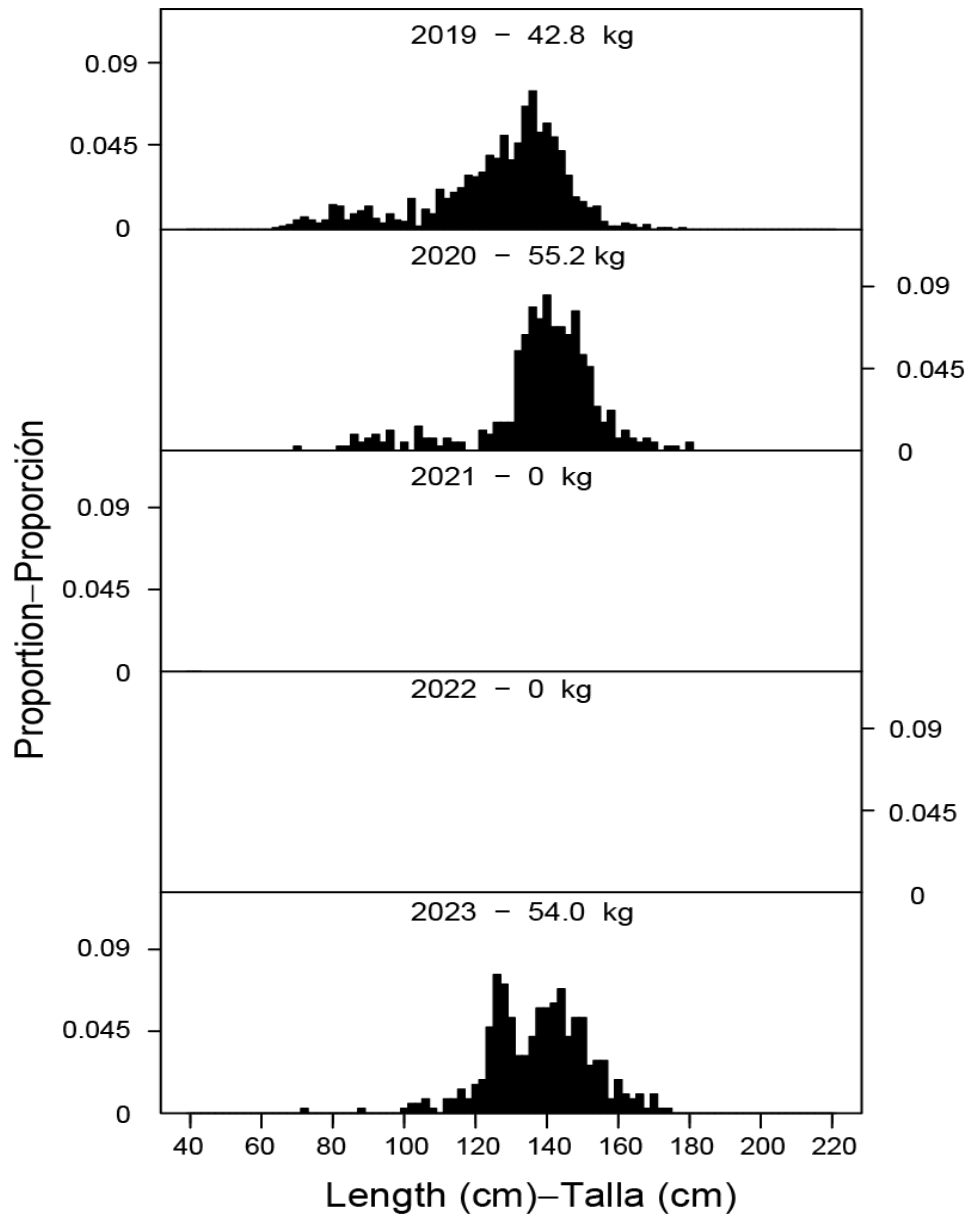 2019 − 42.8 kg
0.09
0.045
0
2020 − 55.2 kg
0.09
0.045
0
2021 − 0 kg
0.09
0.045
0
2022 − 0 kg
0.09
0.045
0
2023 − 54.0 kg
0.09
0.045
0
40 60 80 100 120 140 160 180 200 220
Length (cm)−Talla (cm)
Proportion−Proporción